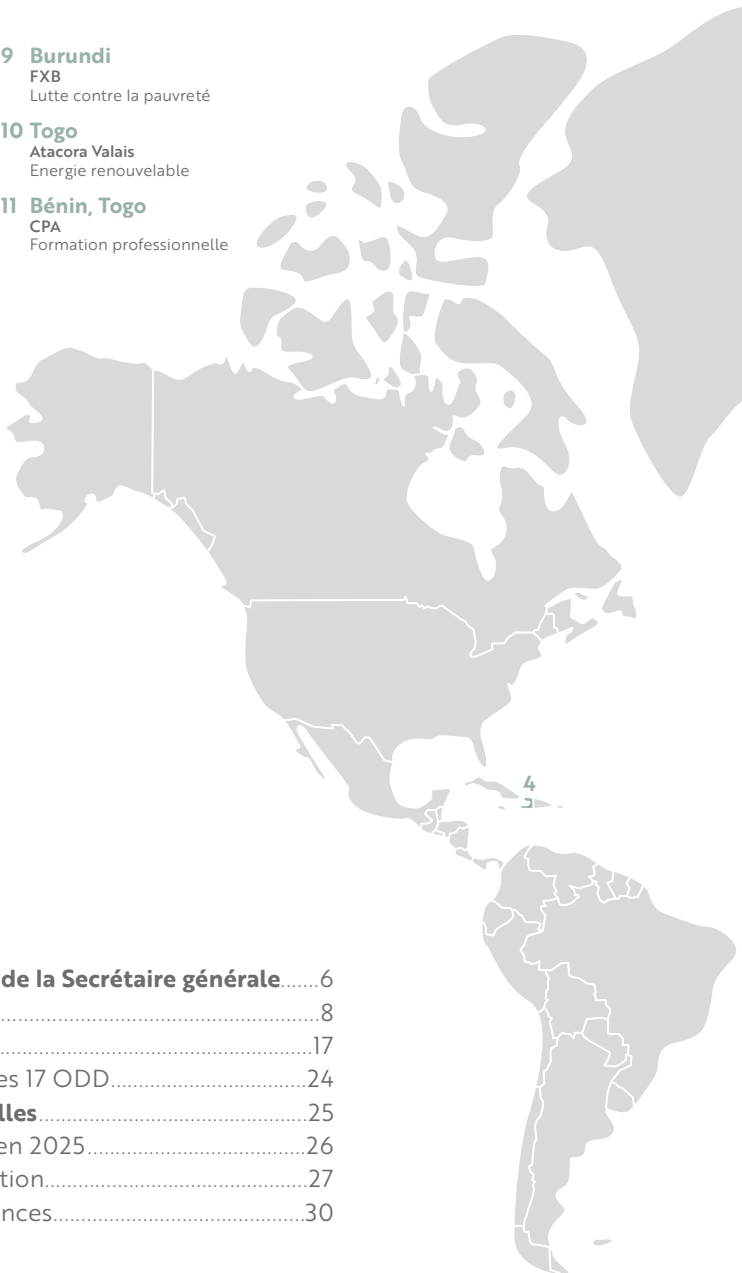 9 Burundi
FXB
Lutte contre la pauvreté
10 Togo
Atacora Valais
Energie renouvelable
11 Bénin, Togo
CPA
Formation professionnelle
4
de la Secrétaire générale.......6
8
17
es 17 ODD 24
lles 25
en 2025 26
tion 27
nces 30